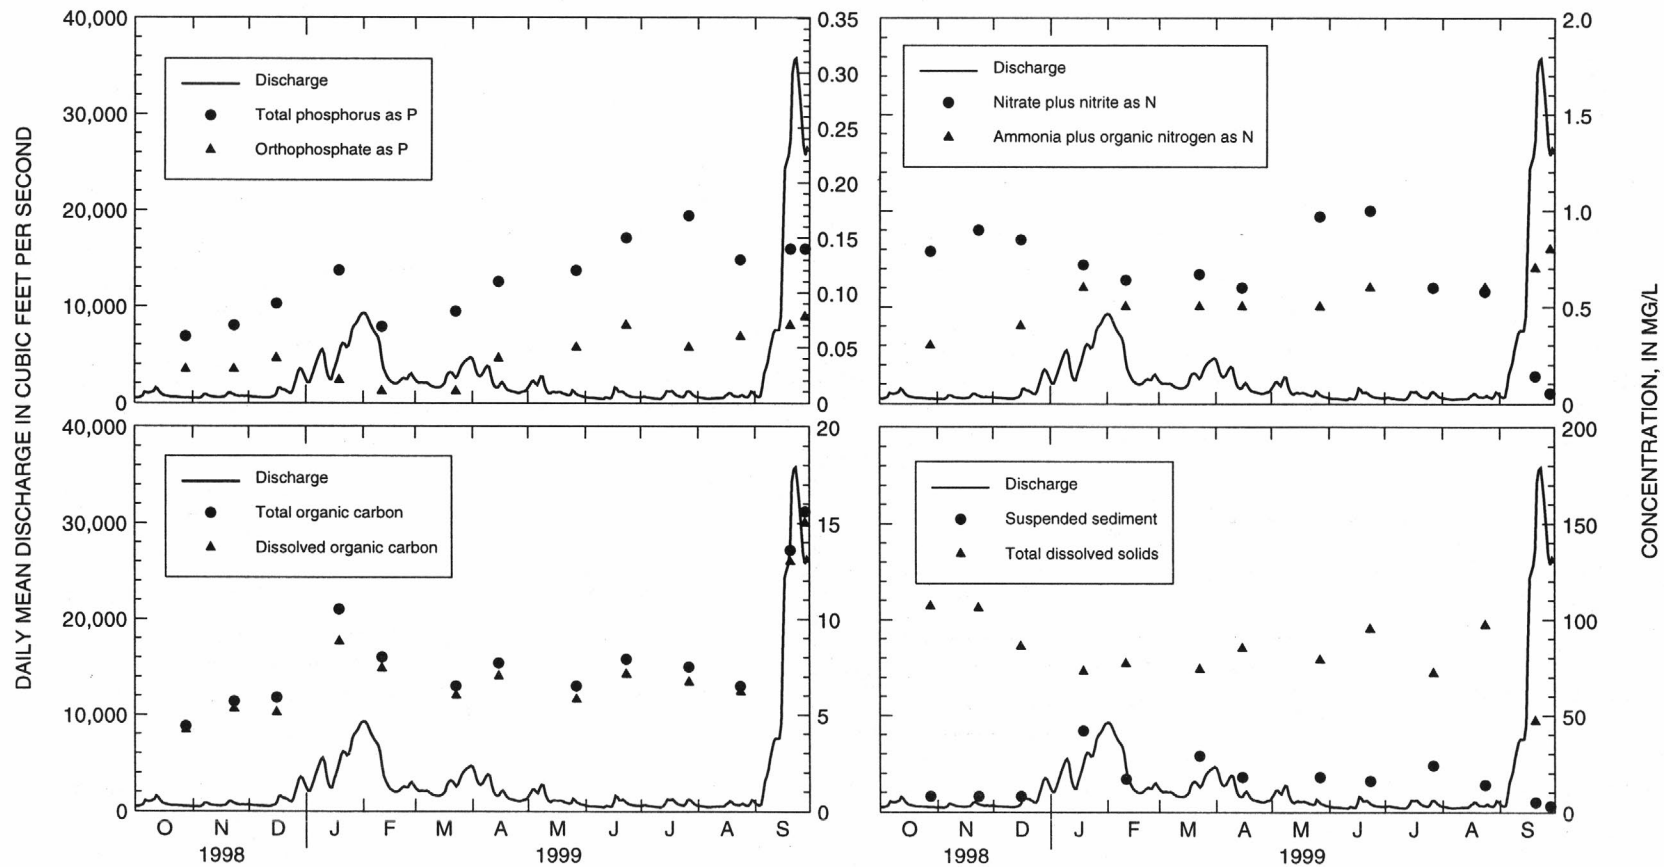 DAILY MEAN DISCHARGE IN CUBIC FEET PER SECOND
40,000
30,000
20,000
10,000
0
Discharge
Total phosphorus as P
Orthophosphate as P
0.35
0.30
0.25
0.20
0.15
0.10
0.05
0
Discharge
Nitrate plus nitrite as N
Ammonia plus organic nitrogen as N
2.0
1.5
1.0
0.5
0
40,000
30,000
20,000
10,000
0
Discharge
Total organic carbon
Dissolved organic carbon
20
15
10
5
0
O N D J F M A M J J A S
1998 1999
Discharge
Suspended sediment
Total dissolved solids
200
150
100
50
0
O N D J F M A M J J A S
1998 1999
CONCENTRATION, IN MG/L